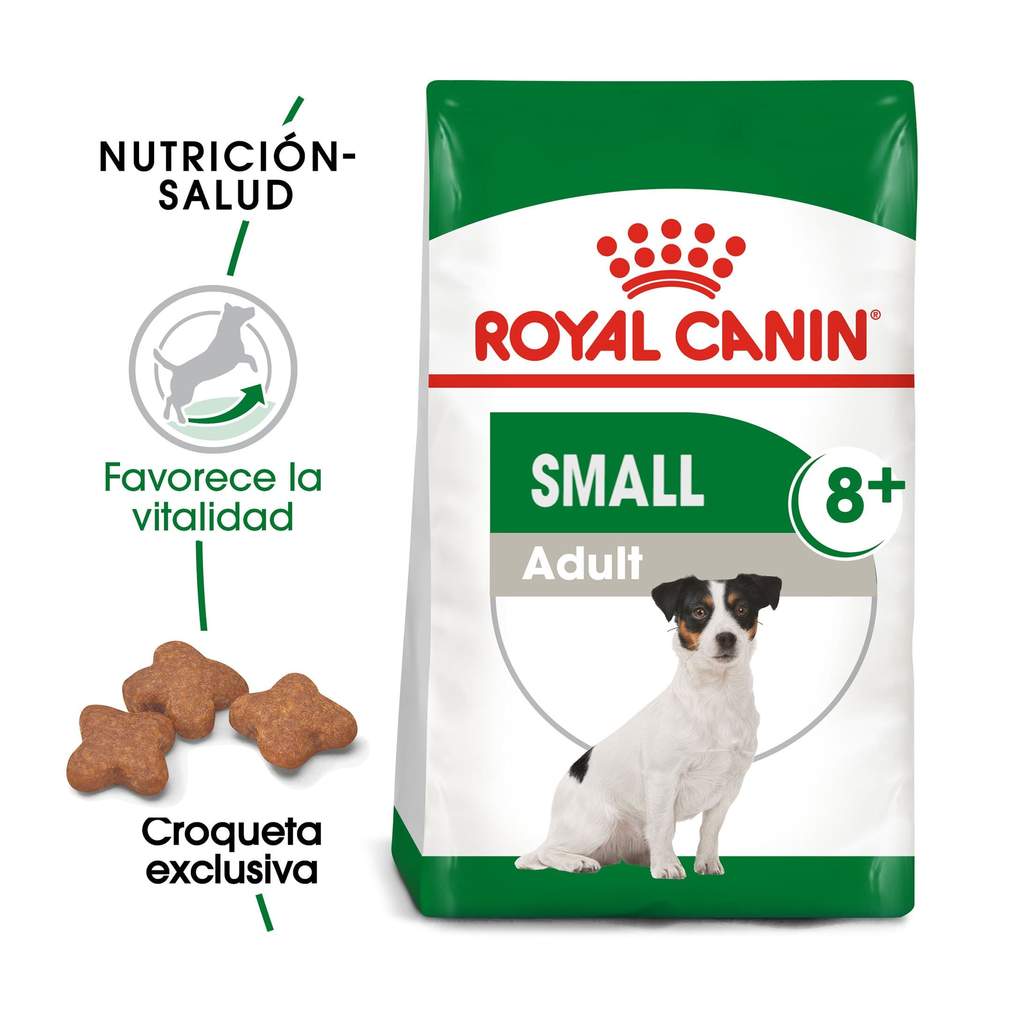 NUTRICIÓN-
SALUD
Favorece la
vitalidad
Croqueta
exclusiva
ROYAL CANIN®
SMALL
8+
Adult